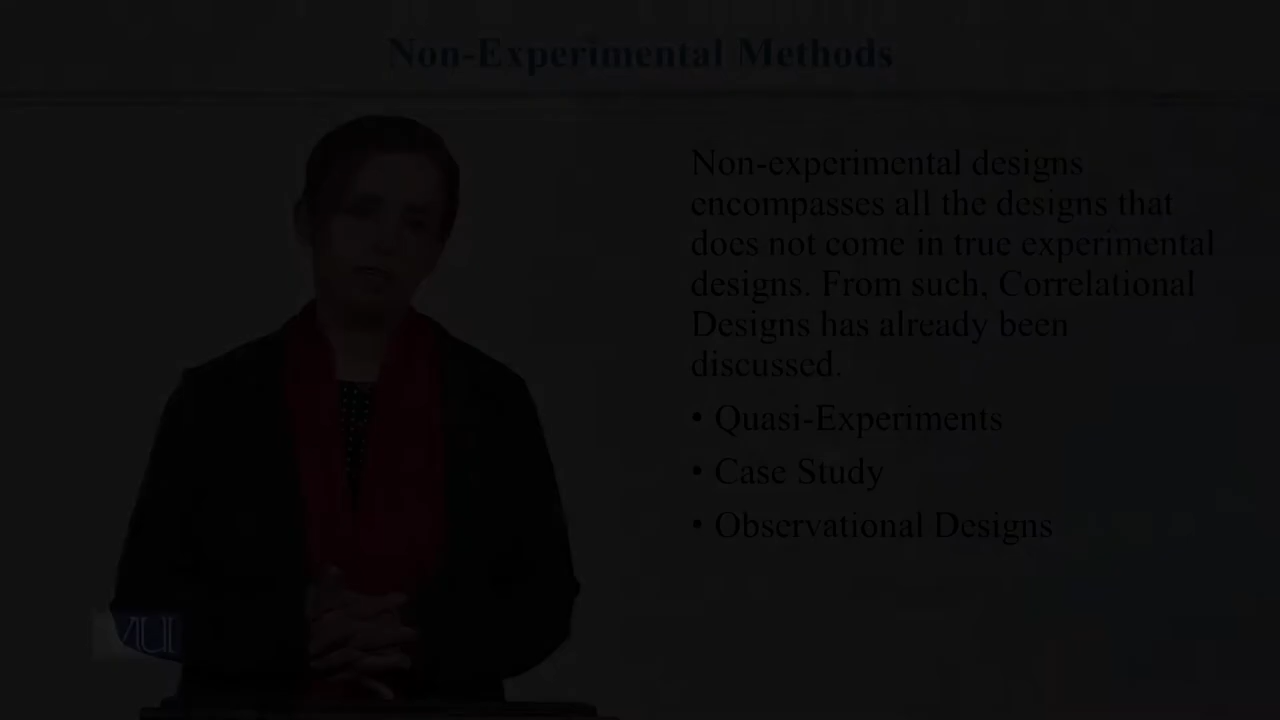 Non-Experimental Methods
Non-experimental designs
encompasses all the designs that
does not come in true experimental
designs. From such, Correlational
Designs has already been
discussed.
• Quasi-Experiments
• Case Study
• Observational Designs